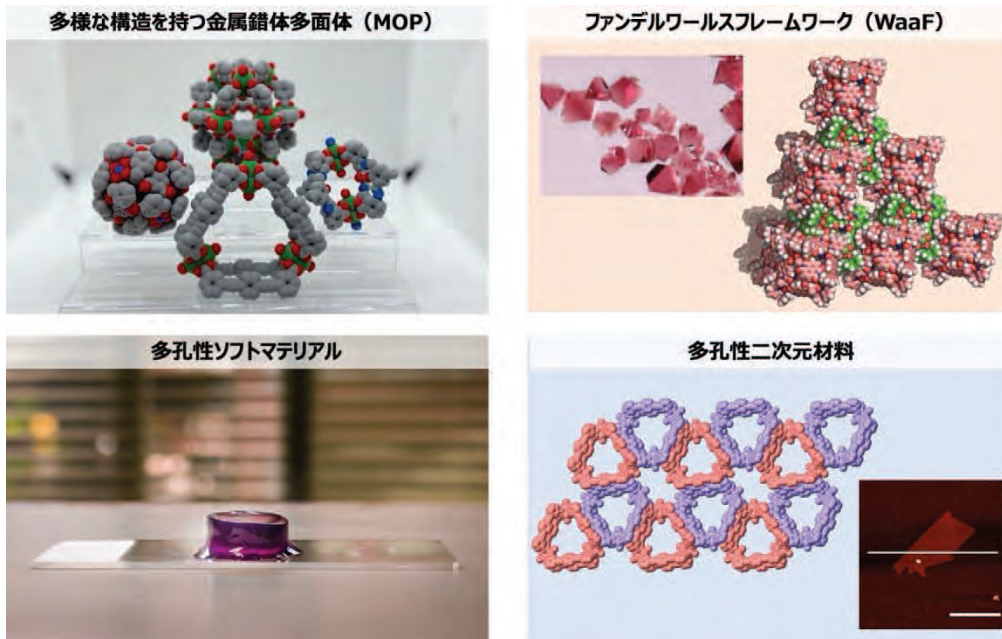 多様な構造を持つ金属錯体多面体（MOP）
ファンデルワールスフレームワーク（WaaF）
多孔性ソフトマテリアル
多孔性二次元材料